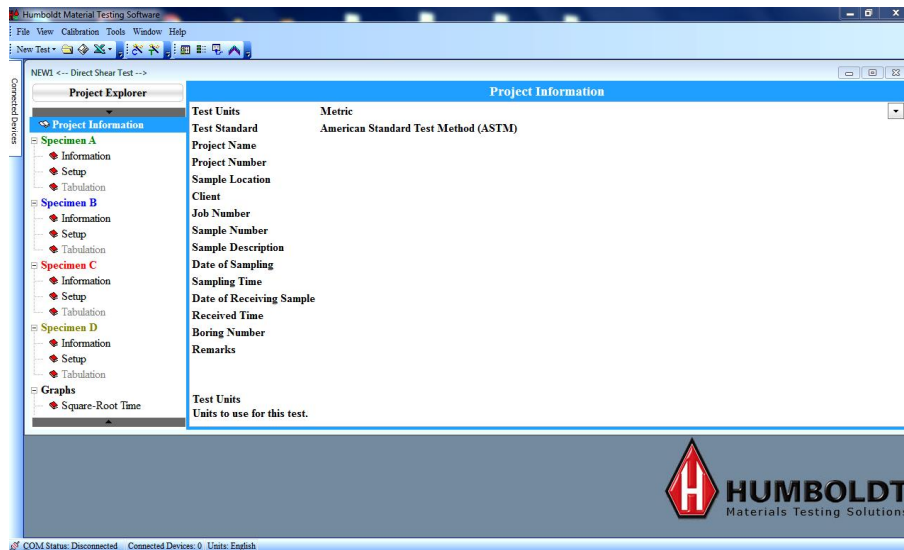 Humboldt Material Testing Software
File View Calibration Tools Window Help
New Test
NEW1 <-- Direct Shear Test -->
Connected Devices
Project Explorer
Project Information
Specimen A
Information
Setup
Tabulation
Specimen B
Information
Setup
Tabulation
Specimen C
Information
Setup
Tabulation
Specimen D
Information
Setup
Tabulation
Graphs
Square-Root Time
Project Information
Test Units Metric
Test Standard American Standard Test Method (ASTM)
Project Name
Project Number
Sample Location
Client
Job Number
Sample Number
Sample Description
Date of Sampling
Sampling Time
Date of Receiving Sample
Received Time
Boring Number
Remarks
Test Units
Units to use for this test.
H
HUMBOLDT
Materials Testing Solutions
COM Status: Disconnected Connected Devices: 0 Units: English